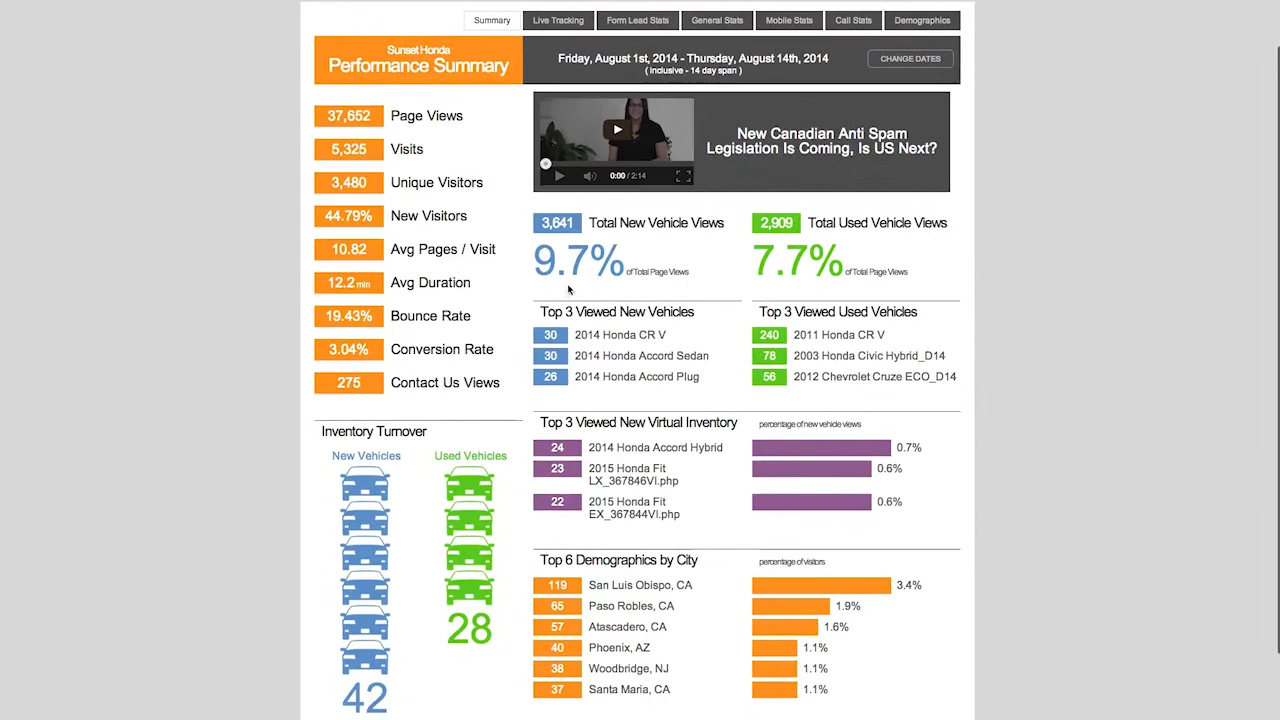 Summary
Live Tracking
Form Lead Stats
General Stats
Mobile Stats
Call Stats
Demographics
Sunset Honda
Performance Summary
Friday, August 1st, 2014 - Thursday, August 14th, 2014
( inclusive - 14 day span )
CHANGE DATES
37,652 Page Views
5,325 Visits
3,480 Unique Visitors
44.79% New Visitors
10.82 Avg Pages / Visit
12.2 min Avg Duration
19.43% Bounce Rate
3.04% Conversion Rate
275 Contact Us Views
Inventory Turnover
New Vehicles
42
Used Vehicles
28
0:00 / 2:14
New Canadian Anti Spam
Legislation Is Coming, Is US Next?
3,641 Total New Vehicle Views
9.7% of Total Page Views
2,909 Total Used Vehicle Views
7.7% of Total Page Views
Top 3 Viewed New Vehicles
30 2014 Honda CR V
30 2014 Honda Accord Sedan
26 2014 Honda Accord Plug
Top 3 Viewed Used Vehicles
240 2011 Honda CR V
78 2003 Honda Civic Hybrid_D14
56 2012 Chevrolet Cruze ECO_D14
Top 3 Viewed New Virtual Inventory
percentage of new vehicle views
24 2014 Honda Accord Hybrid 0.7%
23 2015 Honda Fit 0.6%
LX_367846VI.php
22 2015 Honda Fit 0.6%
EX_367844VI.php
Top 6 Demographics by City
percentage of visitors
119 San Luis Obispo, CA 3.4%
65 Paso Robles, CA 1.9%
57 Atascadero, CA 1.6%
40 Phoenix, AZ 1.1%
38 Woodbridge, NJ 1.1%
37 Santa Maria, CA 1.1%